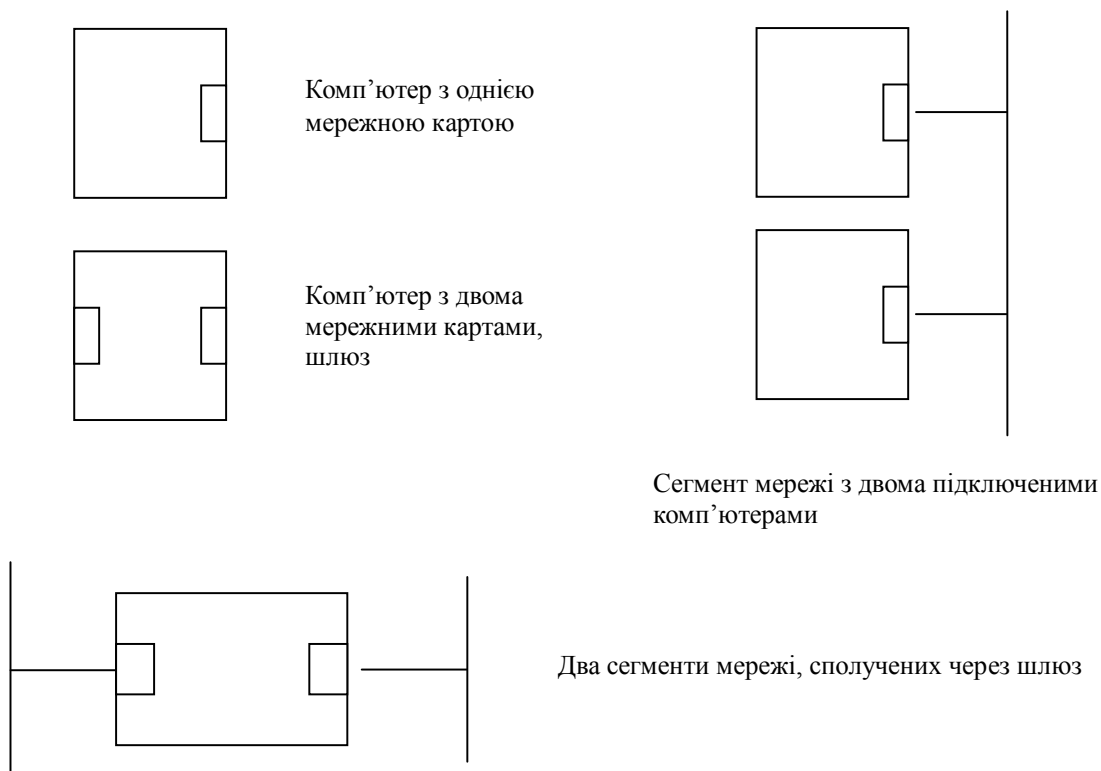 Комп’ютер з однією
мережною картою
Комп’ютер з двома
мережними картами,
шлюз
Сегмент мережі з двома підключеними
комп’ютерами
Два сегменти мережі, сполучених через шлюз